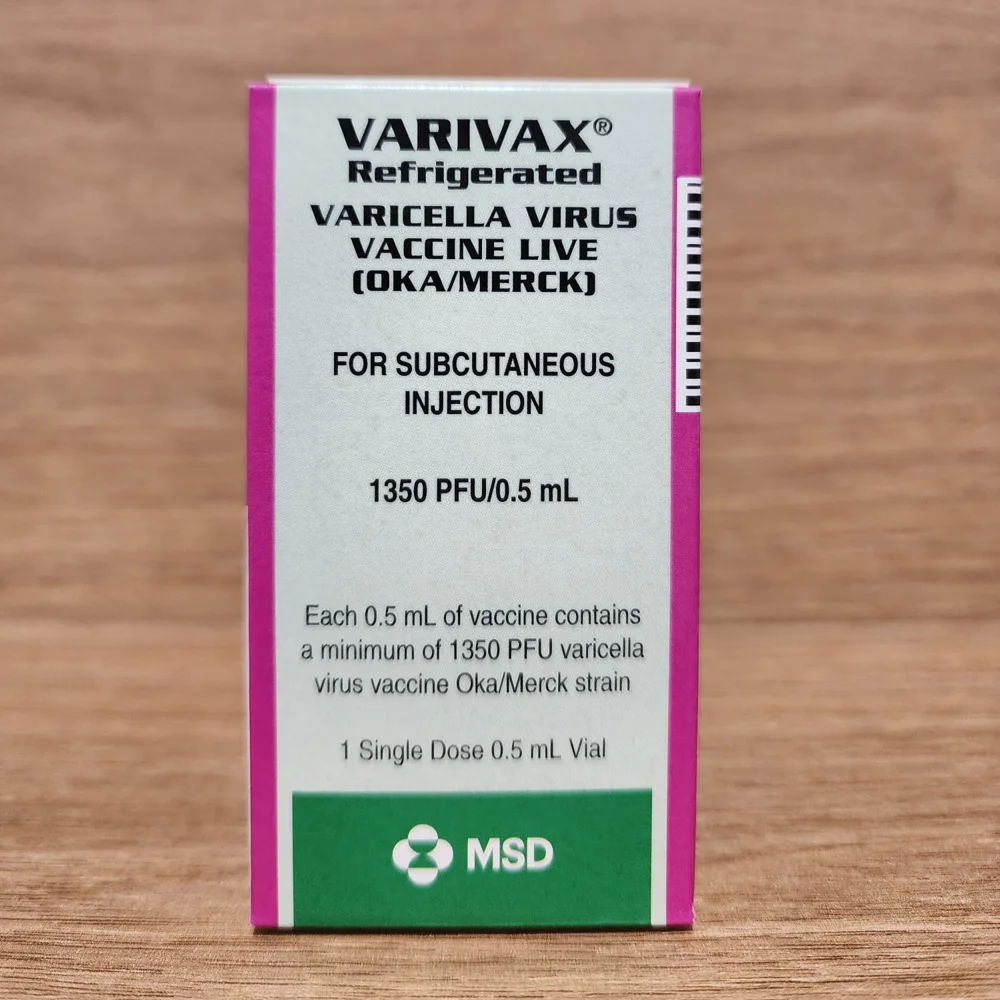 VARIVAX®
Refrigerated
VARICELLA VIRUS
VACCINE LIVE
(OKA/MERCK)
FOR SUBCUTANEOUS
INJECTION
1350 PFU/0.5 mL
Each 0.5 mL of vaccine contains
a minimum of 1350 PFU varicella
virus vaccine Oka/Merck strain
1 Single Dose 0.5 mL Vial
MSD